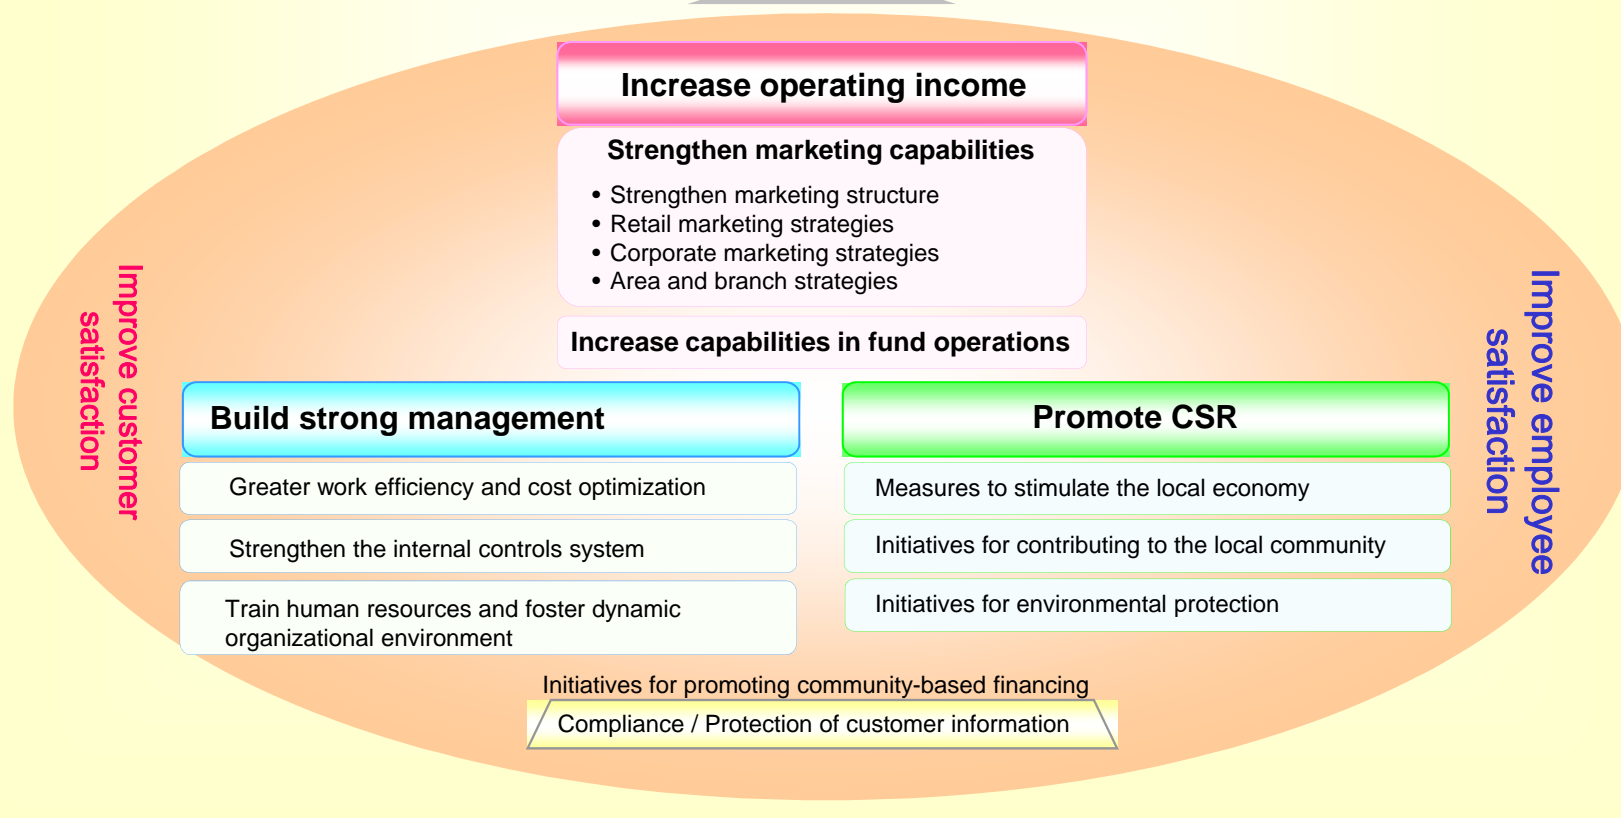 Increase operating income
Strengthen marketing capabilities
• Strengthen marketing structure
• Retail marketing strategies
• Corporate marketing strategies
• Area and branch strategies
Increase capabilities in fund operations
Improve customer
satisfaction
Build strong management
Greater work efficiency and cost optimization
Strengthen the internal controls system
Train human resources and foster dynamic
organizational environment
Promote CSR
Measures to stimulate the local economy
Initiatives for contributing to the local community
Initiatives for environmental protection
Improve employee
satisfaction
Initiatives for promoting community-based financing
Compliance / Protection of customer information